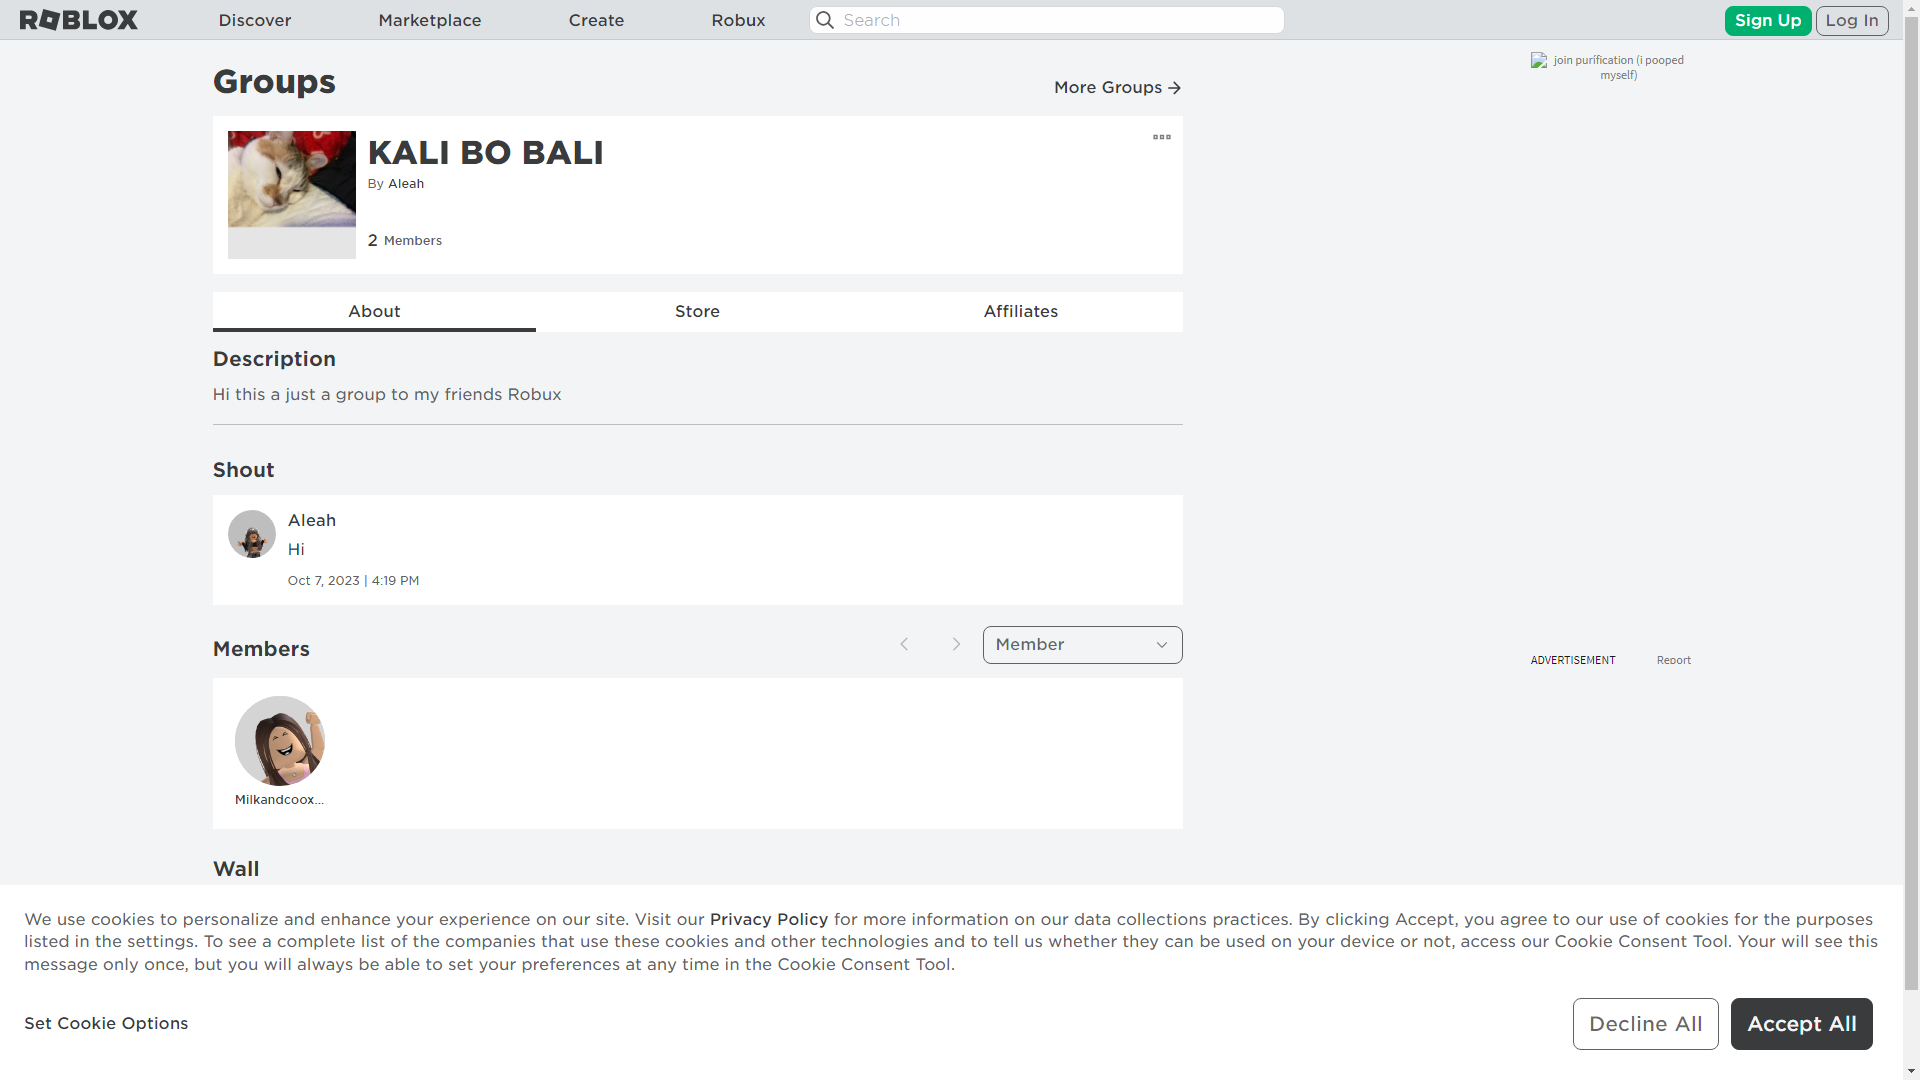 ROBLOX
Discover
Marketplace
Create
Robux
Search
Sign Up
Log In
join purification (i pooped
myself)
Groups
More Groups
KALI BO BALI
By Aleah
2 Members
About
Store
Affiliates
Description
Hi this a just a group to my friends Robux
Shout
Aleah
Hi
Oct 7, 2023 | 4:19 PM
Members
Member
ADVERTISEMENT
Report
Milkandcoox...
Wall
We use cookies to personalize and enhance your experience on our site. Visit our Privacy Policy for more information on our data collections practices. By clicking Accept, you agree to our use of cookies for the purposes
listed in the settings. To see a complete list of the companies that use these cookies and other technologies and to tell us whether they can be used on your device or not, access our Cookie Consent Tool. Your will see this
message only once, but you will always be able to set your preferences at any time in the Cookie Consent Tool.
Set Cookie Options
Decline All
Accept All